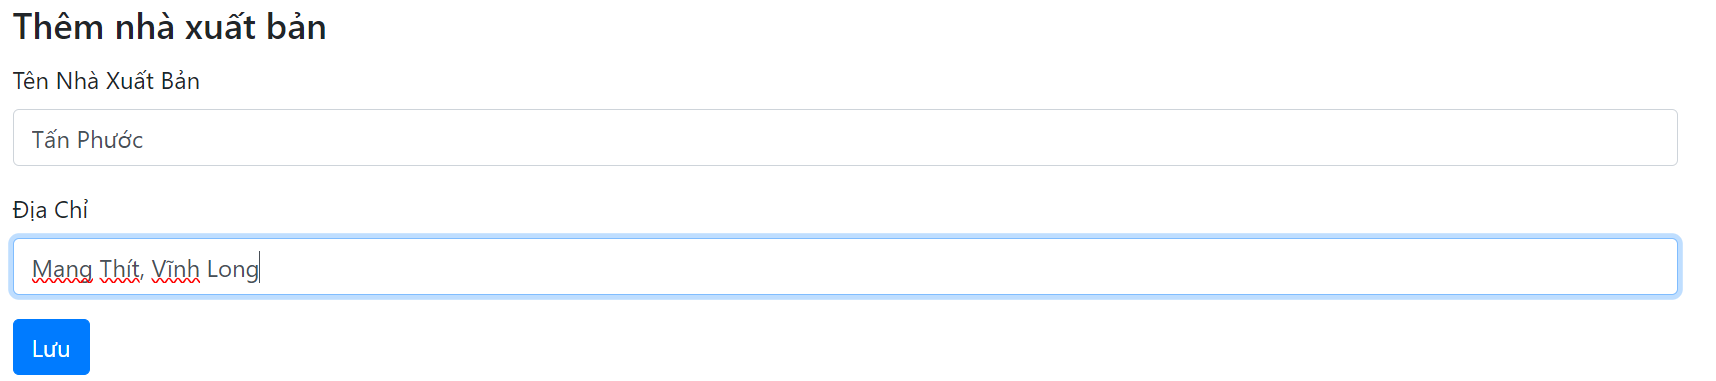 Thêm nhà xuất bản
Tên Nhà Xuất Bản
Tấn Phước
Địa Chỉ
Mang Thít, Vĩnh Long
Lưu